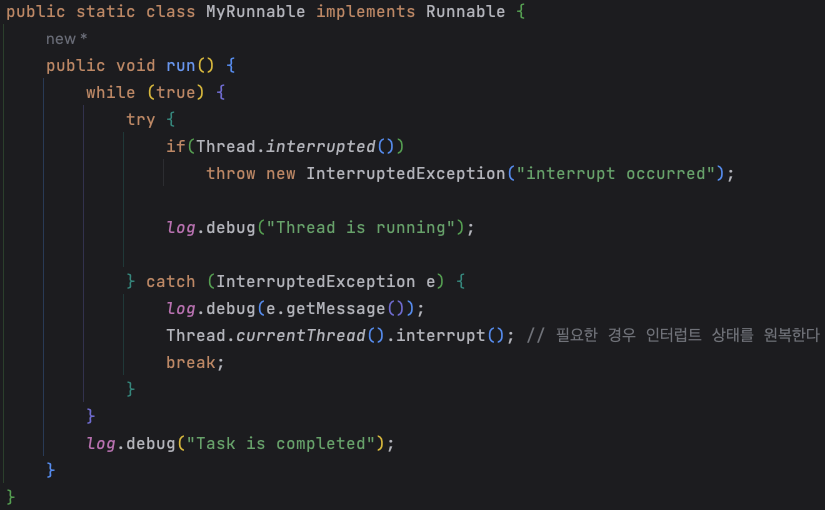 public static class MyRunnable implements Runnable {
new *
public void run() {
while (true) {
try {
if(Thread.interrupted())
throw new InterruptedException("interrupt occurred");
log.debug("Thread is running");
} catch (InterruptedException e) {
log.debug(e.getMessage());
Thread.currentThread().interrupt(); // 필요한 경우 인터럽트 상태를 원복한다
break;
}
}
log.debug("Task is completed");
}
}